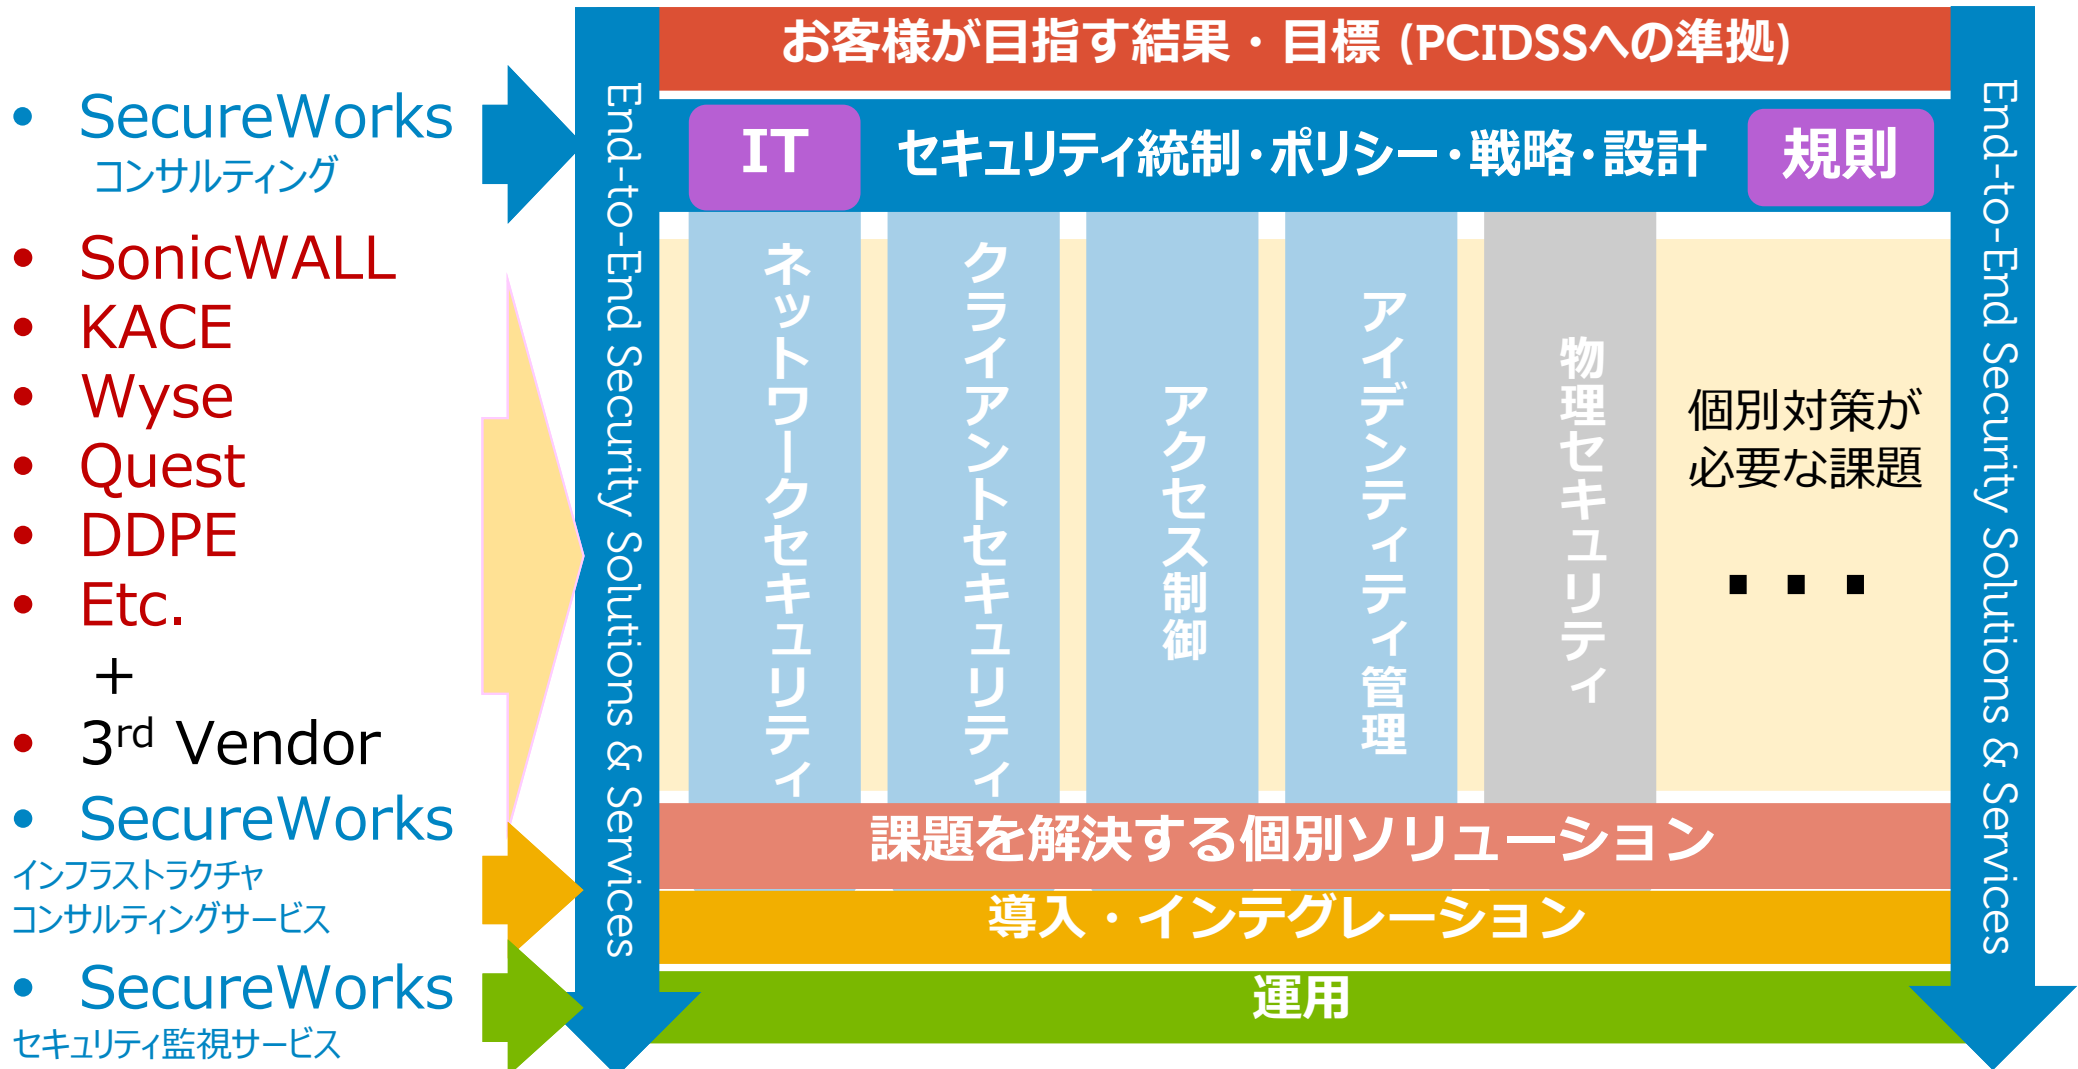 お客様が目指す結果・目標 (PCIDSSへの準拠)
• SecureWorks
コンサルティング
IT
セキュリティ統制・ポリシー・戦略・設計
規則
• SonicWALL
• KACE
• Wyse
• Quest
• DDPE
• Etc.
+
• 3rd Vendor
• SecureWorks
インフラストラクチャ
コンサルティングサービス
• SecureWorks
セキュリティ監視サービス
End-to-End Security Solutions & Services
ネットワークセキュリティ
クライアントセキュリティ
アクセス制御
アイデンティティ管理
物理セキュリティ
個別対策が
必要な課題
・・・
End-to-End Security Solutions & Services
課題を解決する個別ソリューション
導入・インテグレーション
運用